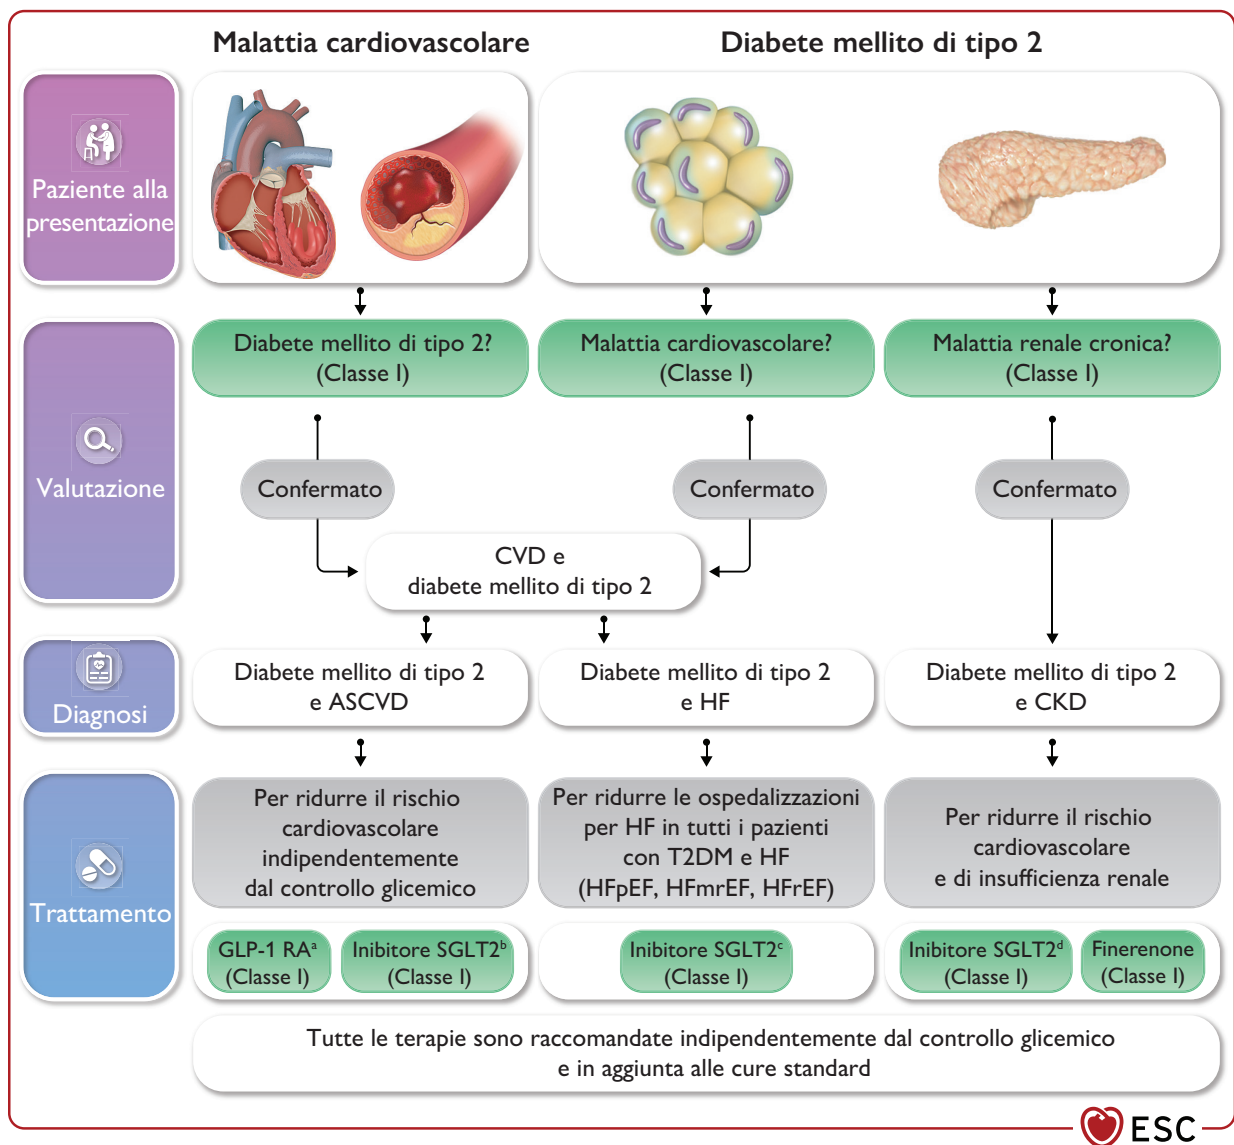 Malattia cardiovascolare
Diabete mellito di tipo 2
Paziente alla
presentazione
Diabete mellito di tipo 2?
(Classe I)
Malattia cardiovascolare?
(Classe I)
Malattia renale cronica?
(Classe I)
Valutazione
Confermato
Confermato
Confermato
CVD e
diabete mellito di tipo 2
Diagnosi
Diabete mellito di tipo 2
e ASCVD
Diabete mellito di tipo 2
e HF
Diabete mellito di tipo 2
e CKD
Trattamento
Per ridurre il rischio
cardiovascolare
indipendentemente
dal controllo glicemico
Per ridurre le ospedalizzazioni
per HF in tutti i pazienti
con T2DM e HF
(HFpEF, HFmrEF, HFrEF)
Per ridurre il rischio
cardiovascolare
e di insufficienza renale
GLP-1 RAᵃ
(Classe I)
Inibitore SGLT2ᵇ
(Classe I)
Inibitore SGLT2ᶜ
(Classe I)
Inibitore SGLT2ᵈ
(Classe I)
Finerenone
(Classe I)
Tutte le terapie sono raccomandate indipendentemente dal controllo glicemico
e in aggiunta alle cure standard
ESC